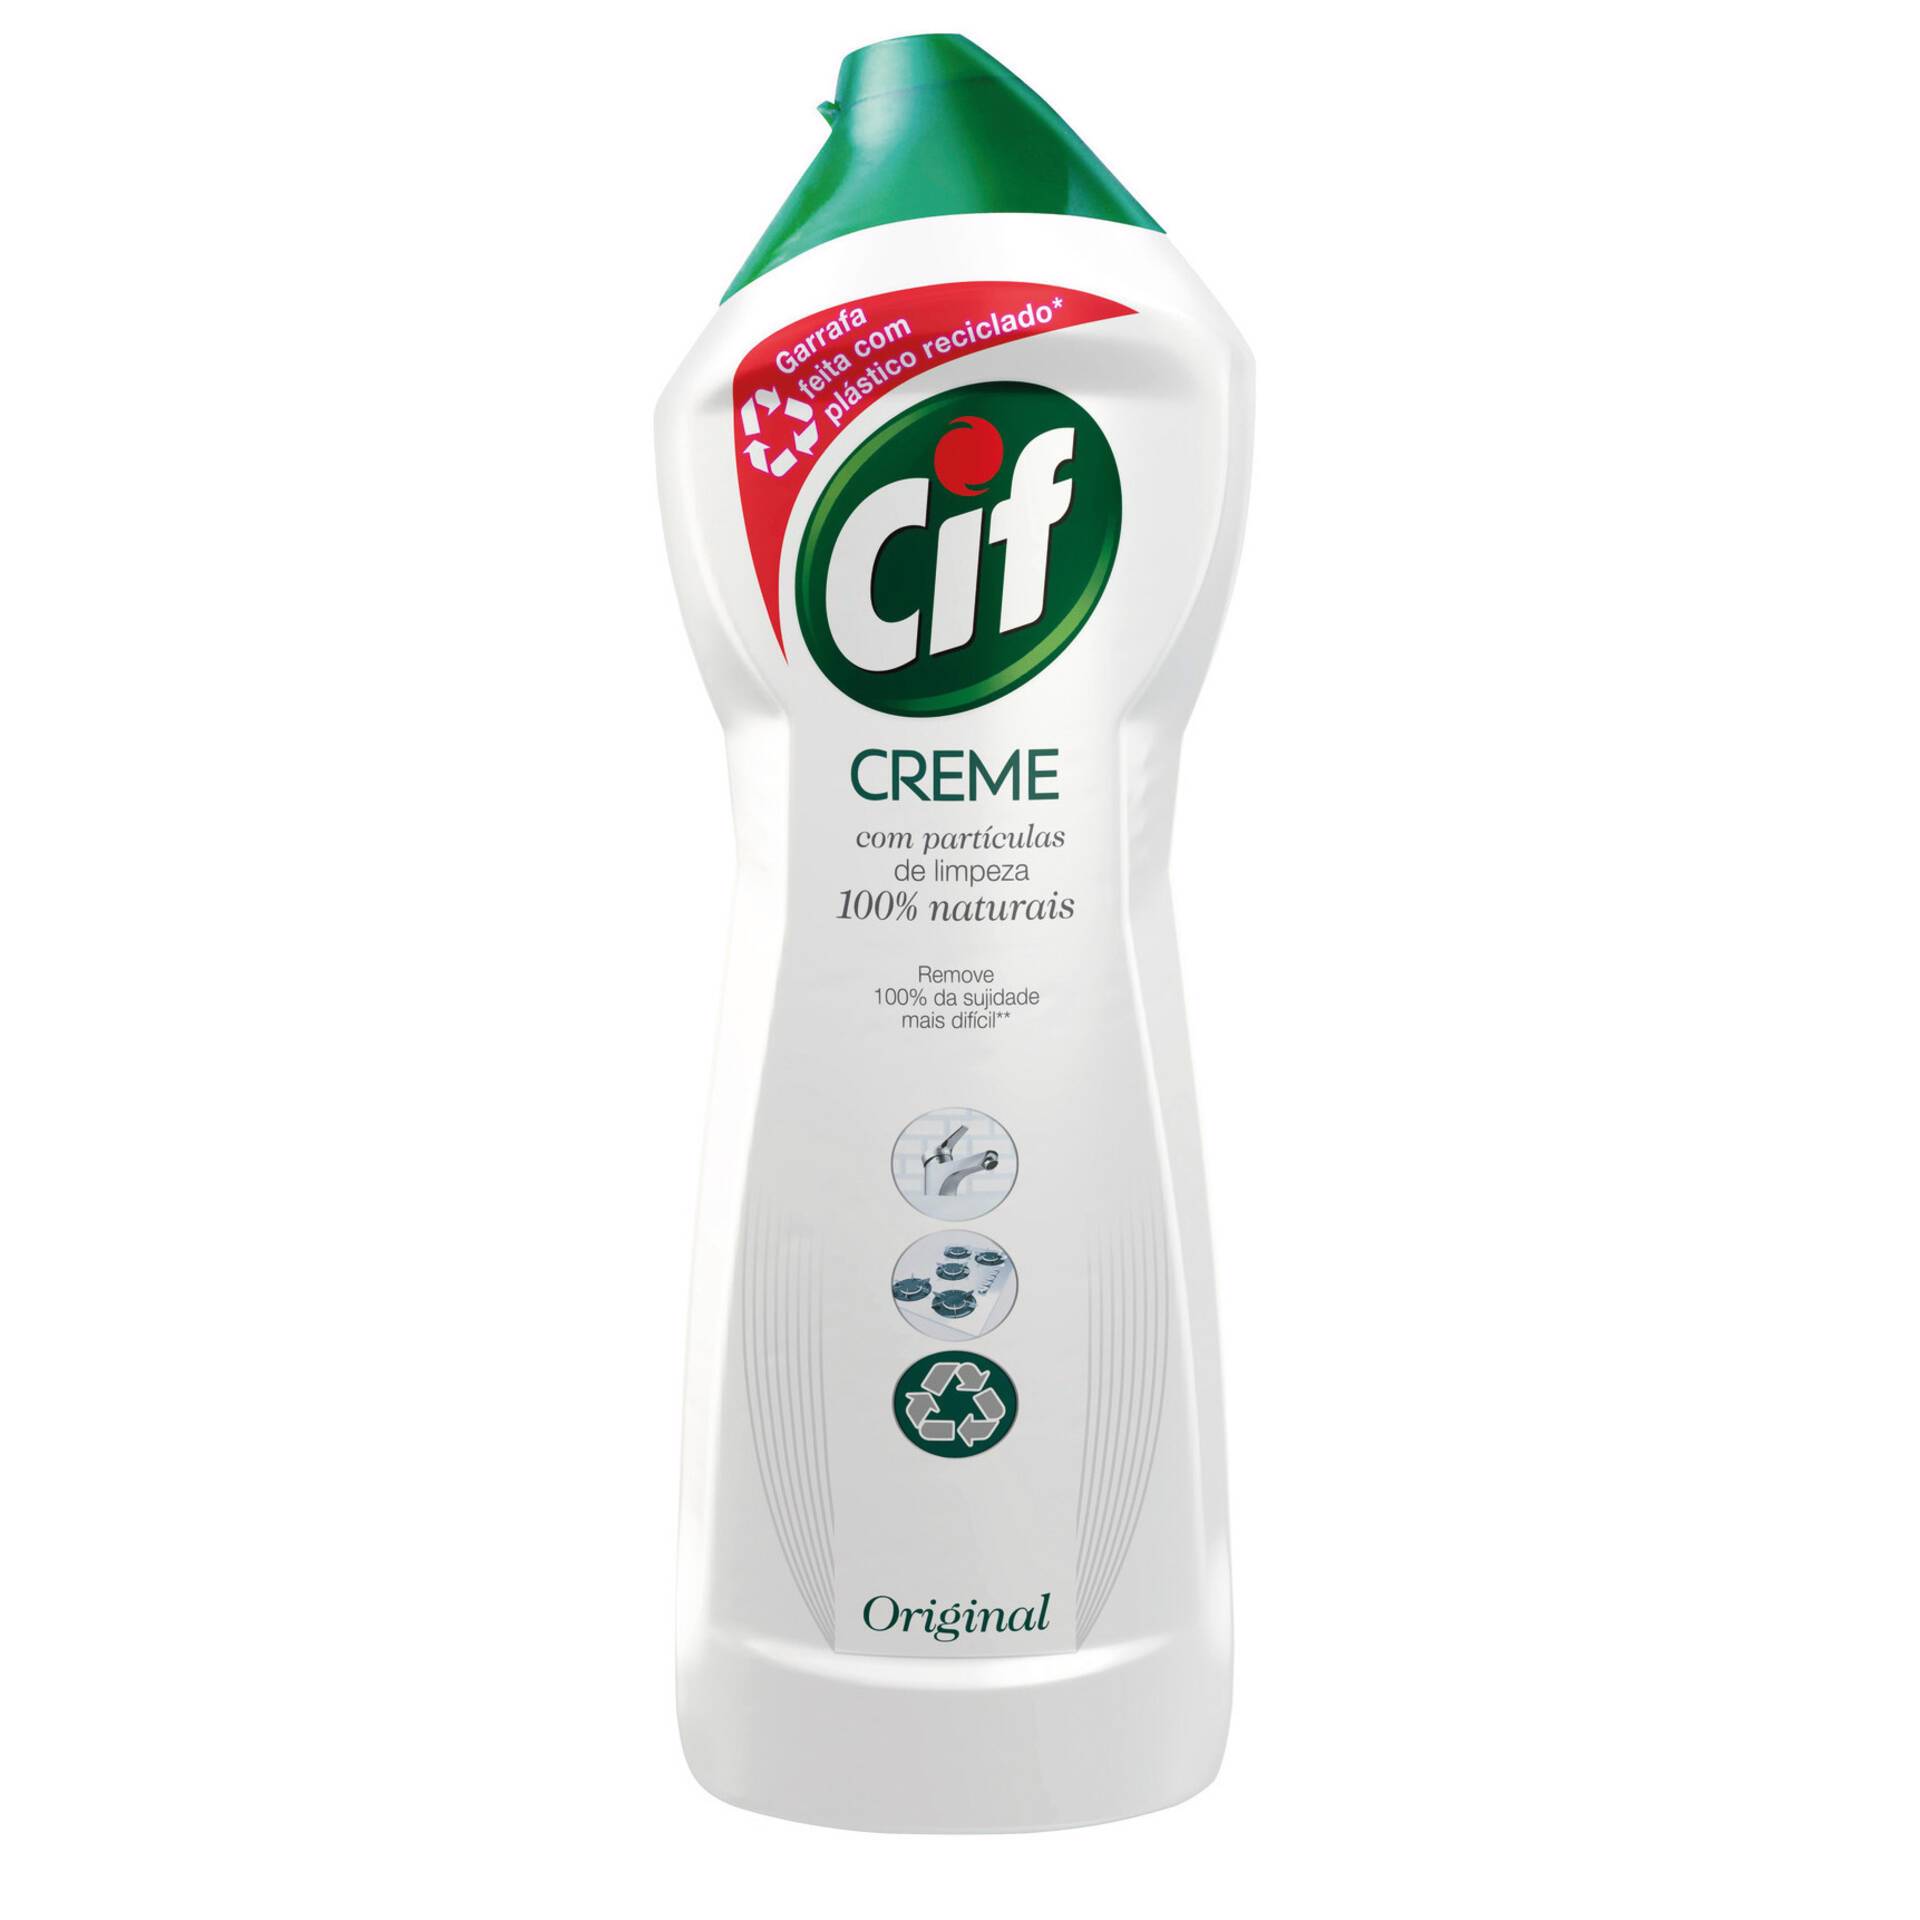 Garrafa
feita com
plástico reciclado*
Cif
CREME
com partículas
de limpeza
100% naturais
Remove
100% da sujidade
mais difícil**
Original